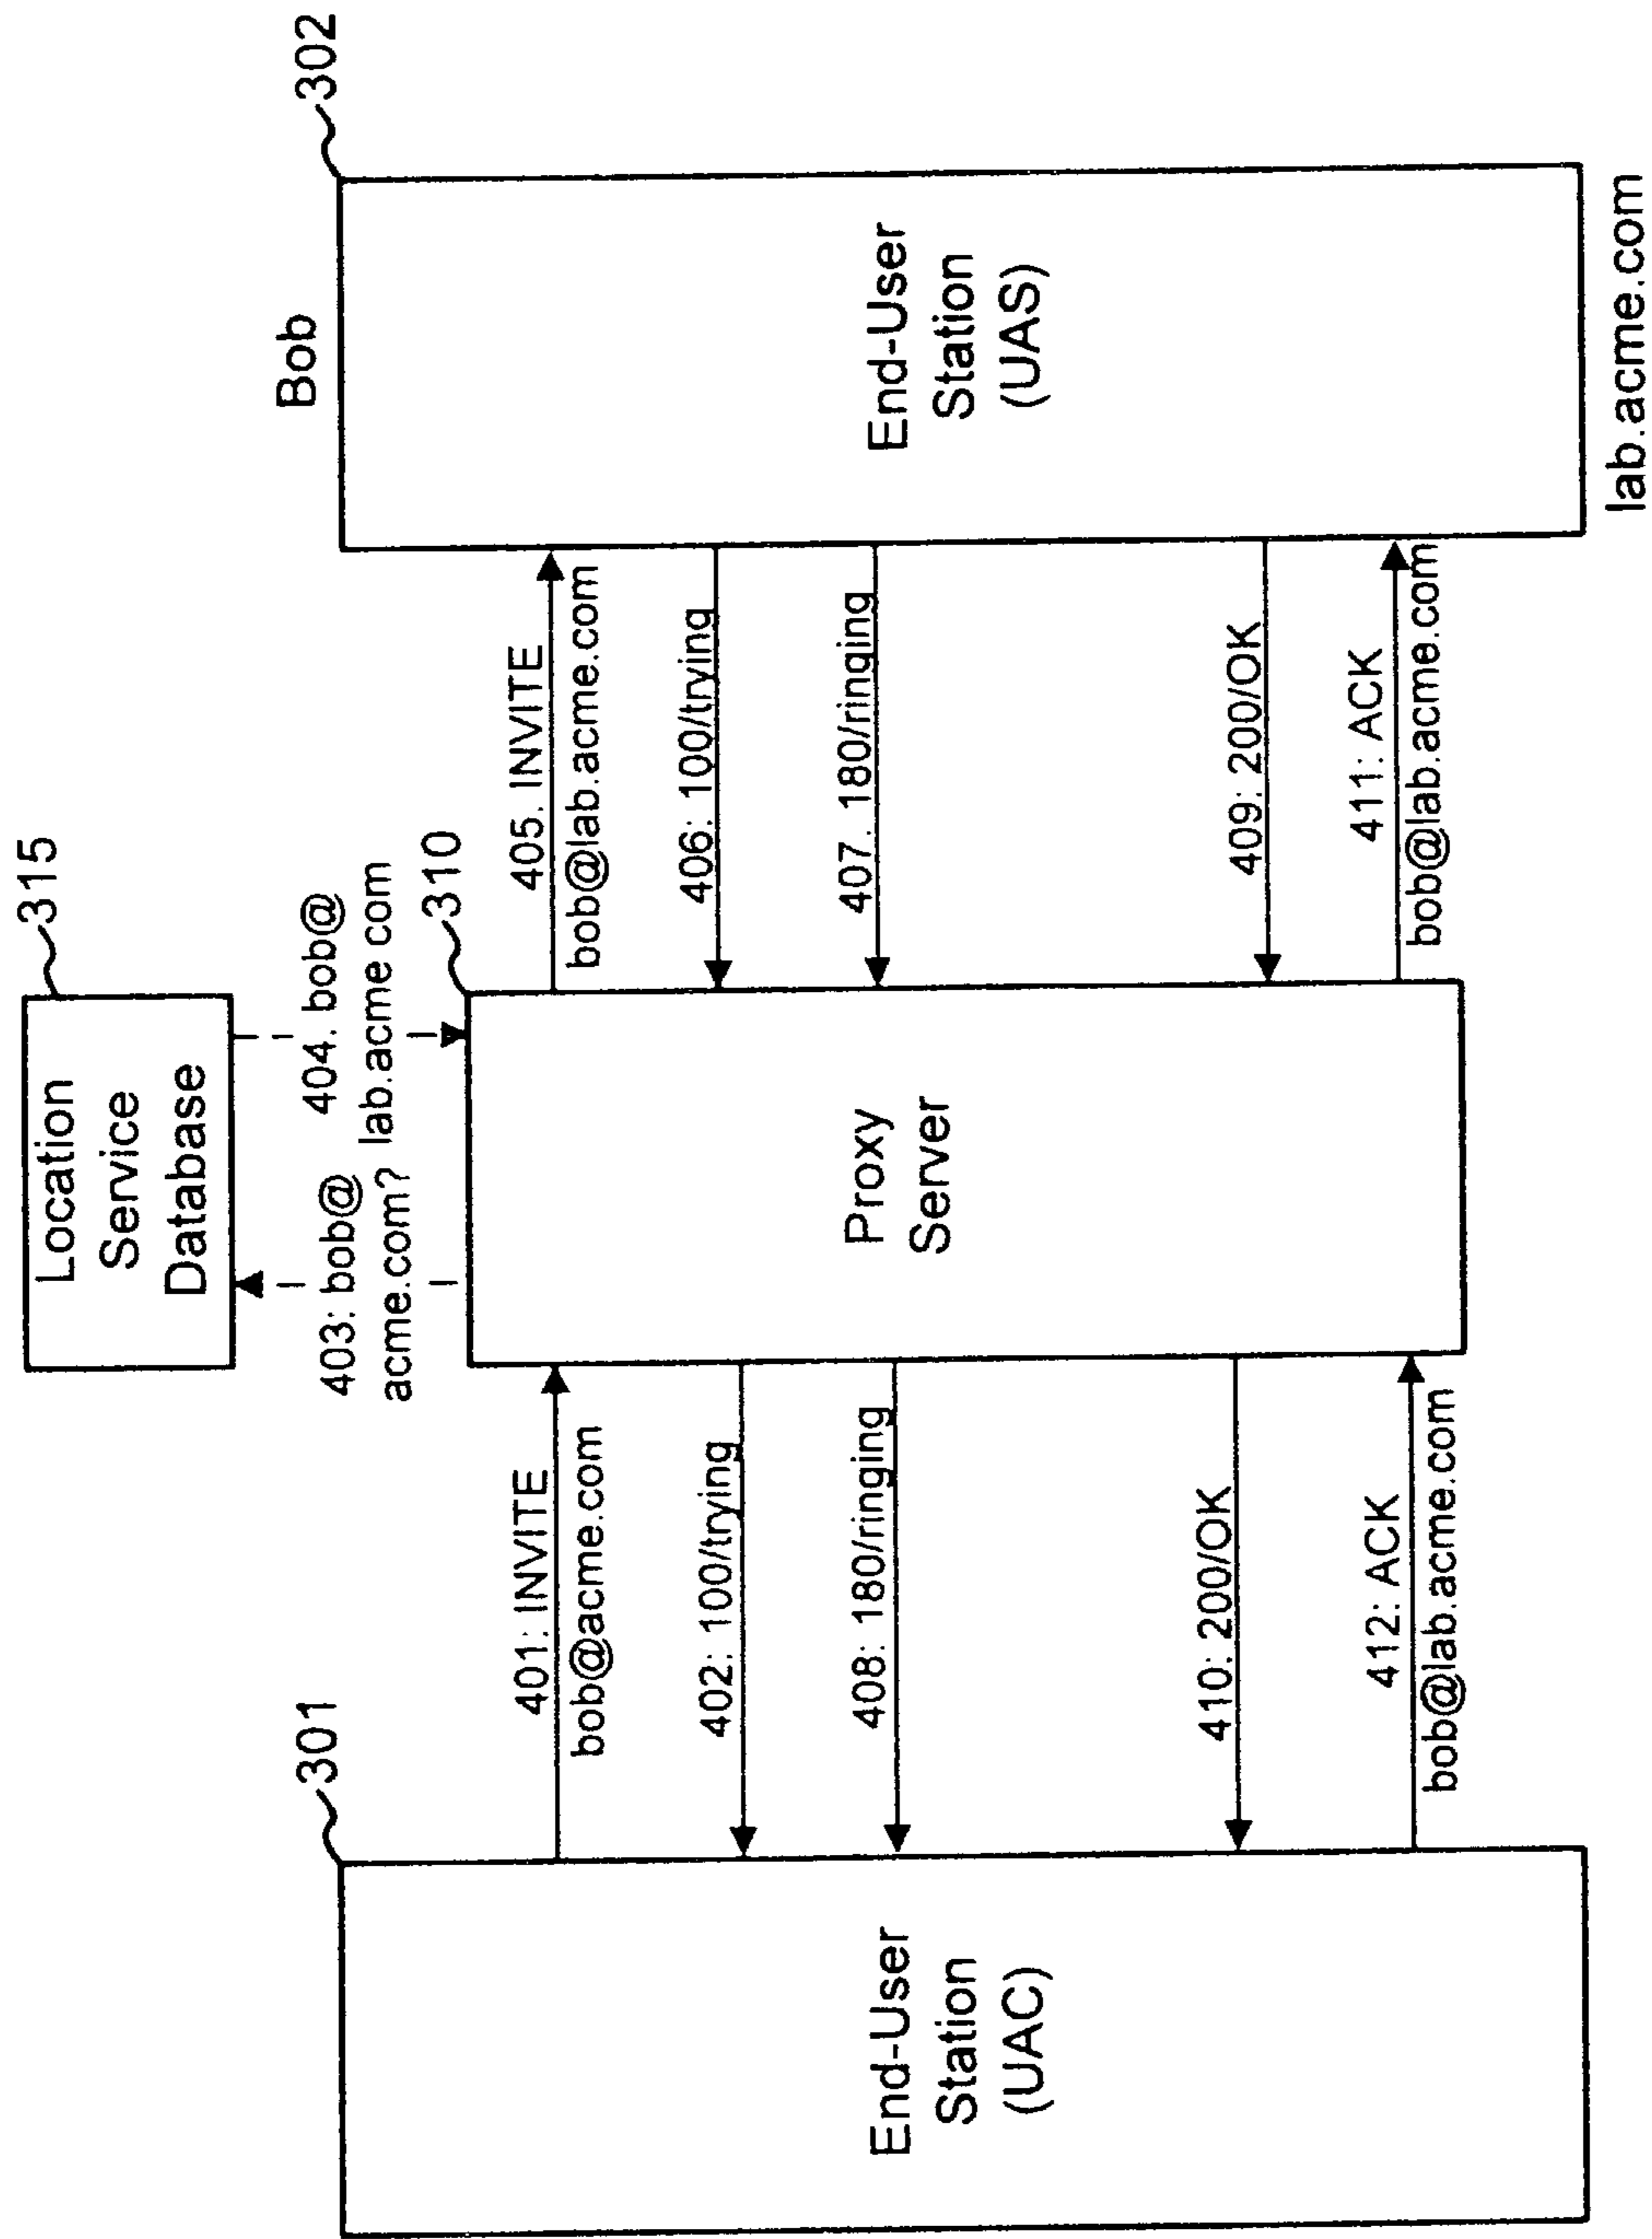 315
Location
Service
Database
403: bob@
acme.com?
404. bob@
lab.acme com
301
End-User
Station
(UAC)
401: INVITE
bob@acme.com
402: 100/trying
408: 180/ringing
410: 200/OK
412: ACK
bob@lab.acme.com
310
Proxy
Server
405. INVITE
bob@lab.acme.com
406: 100/trying
407. 180/ringing
409: 200/OK
411: ACK
bob@lab.acme.com
Bob
302
End-User
Station
(UAS)
lab.acme.com